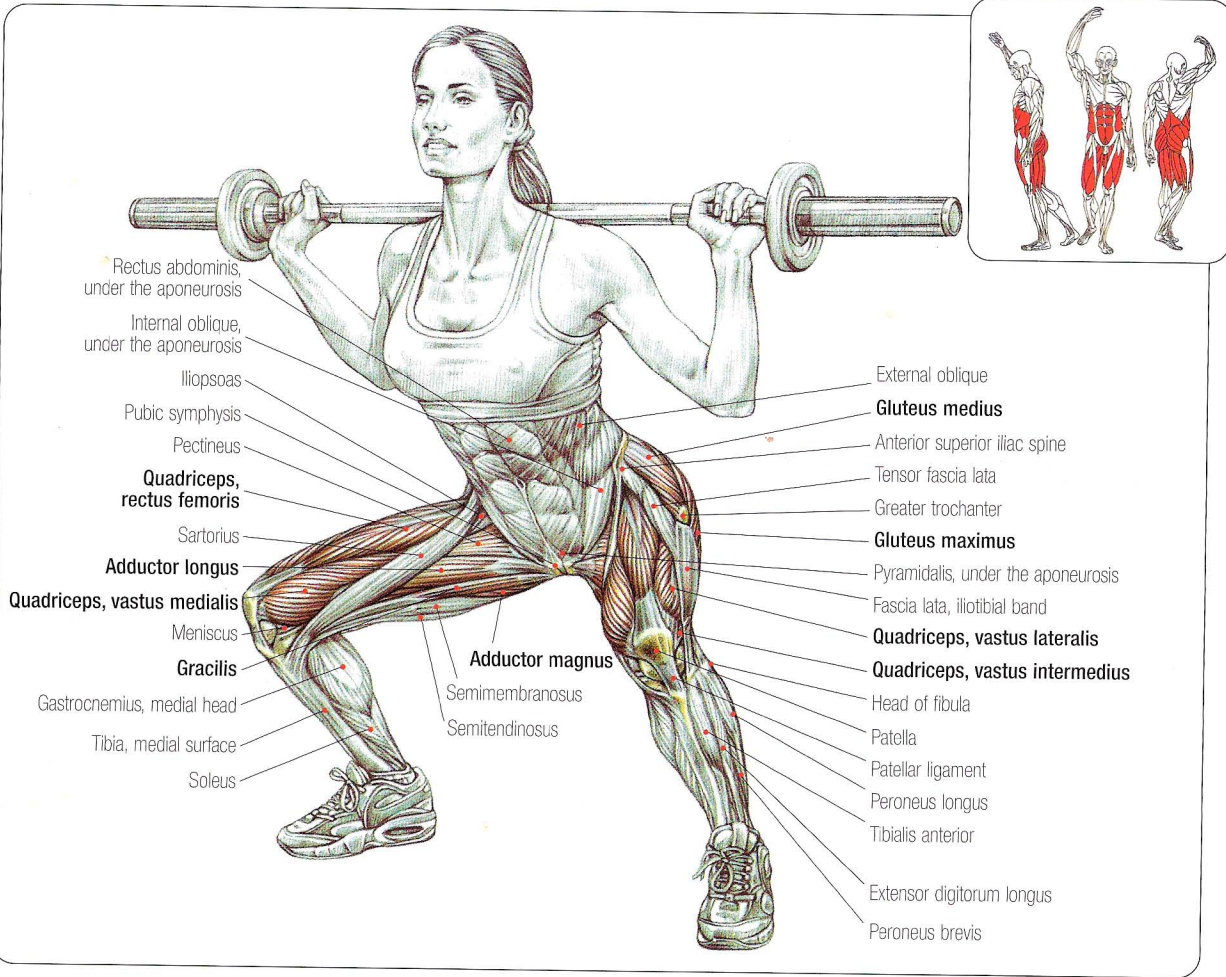 Rectus abdominis,
under the aponeurosis
Internal oblique,
under the aponeurosis
Iliopsoas
Pubic symphysis
Pectineus
Quadriceps,
rectus femoris
Sartorius
Adductor longus
Quadriceps, vastus medialis
Meniscus
Gracilis
Gastrocnemius, medial head
Tibia, medial surface
Soleus
Adductor magnus
Semimembranosus
Semitendinosus
External oblique
Gluteus medius
Anterior superior iliac spine
Tensor fascia lata
Greater trochanter
Gluteus maximus
Pyramidalis, under the aponeurosis
Fascia lata, iliotibial band
Quadriceps, vastus lateralis
Quadriceps, vastus intermedius
Head of fibula
Patella
Patellar ligament
Peroneus longus
Tibialis anterior
Extensor digitorum longus
Peroneus brevis